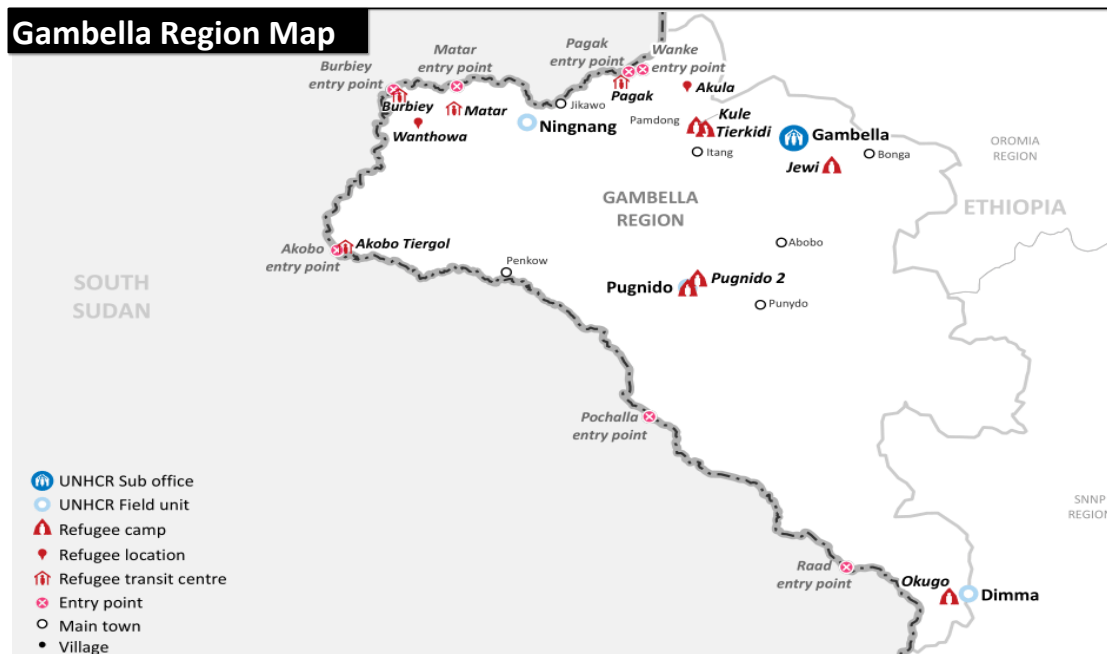 Gambella Region Map
Pagak
entry point
Wanke
entry point
Matar
entry point
Burbiey
entry point
Burbiey
Matar
Wanthowa
Jikawo
Ningnang
Pagak
Akula
Pamdong
Kule
Tierkidi
Itang
Gambella
Bonga
Jewi
OROMIA
REGION
GAMBELLA
REGION
ETHIOPIA
Akobo Tiergol
Akobo
entry point
Penkow
Abobo
SOUTH
SUDAN
Pugnido
Pugnido 2
Punydo
Pochalla
entry point
UNHCR Sub office
UNHCR Field unit
Refugee camp
Refugee location
Refugee transit centre
Entry point
Main town
Village
SNNP
REGION
Raad
entry point
Okugo
Dimma